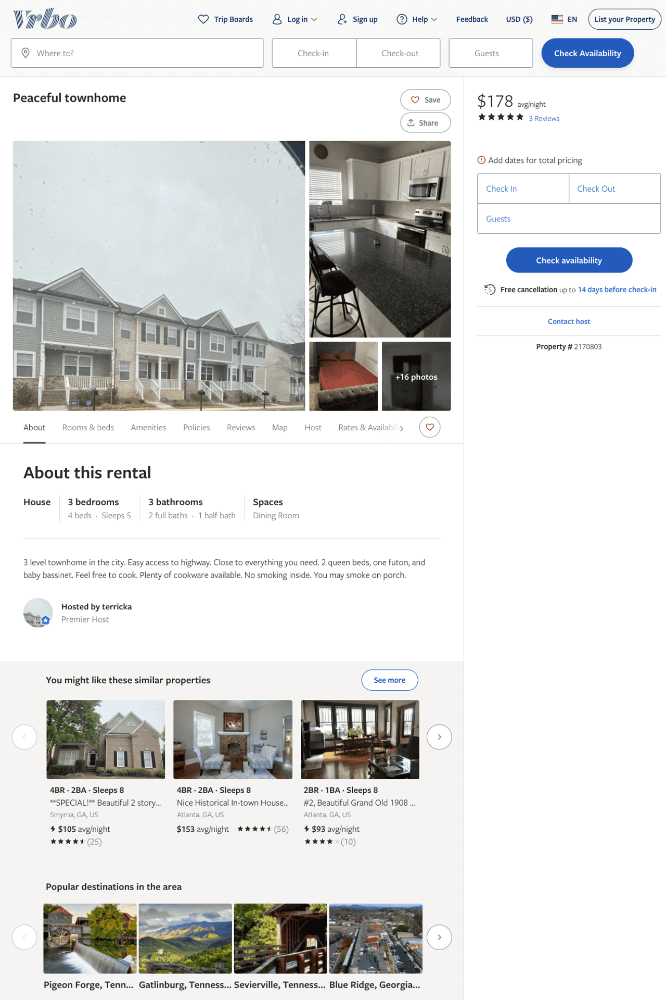 Vrbo
Trip Boards
Log in
Sign up
Help
Feedback
USD ($)
EN
List your Property
Where to?
Check-in
Check-out
Guests
Check Availability
Peaceful townhome
Save
Share
$178 avg/night
3 Reviews
Add dates for total pricing
Check In
Check Out
Guests
Check availability
Free cancellation up to 14 days before check-in
Contact host
Property # 2170803
+16 photos
About
Rooms & beds
Amenities
Policies
Reviews
Map
Host
Rates & Availabili
About this rental
House
3 bedrooms
4 beds · Sleeps 5
3 bathrooms
2 full baths · 1 half bath
Spaces
Dining Room
3 level townhome in the city. Easy access to highway. Close to everything you need. 2 queen beds, one futon, and
baby bassinet. Feel free to cook. Plenty of cookware available. No smoking inside. You may smoke on porch.
Hosted by terricka
Premier Host
You might like these similar properties
See more
4BR · 2BA · Sleeps 8
**SPECIAL!** Beautiful 2 story...
Smyrna, GA, US
$105 avg/night
(25)
4BR · 2BA · Sleeps 8
Nice Historical In-town House...
Atlanta, GA, US
$153 avg/night
(56)
2BR · 1BA · Sleeps 8
#2, Beautiful Grand Old 1908 ...
Atlanta, GA, US
$93 avg/night
(10)
Popular destinations in the area
Pigeon Forge, Tenn...
Gatlinburg, Tenness...
Sevierville, Tenness...
Blue Ridge, Georgia...